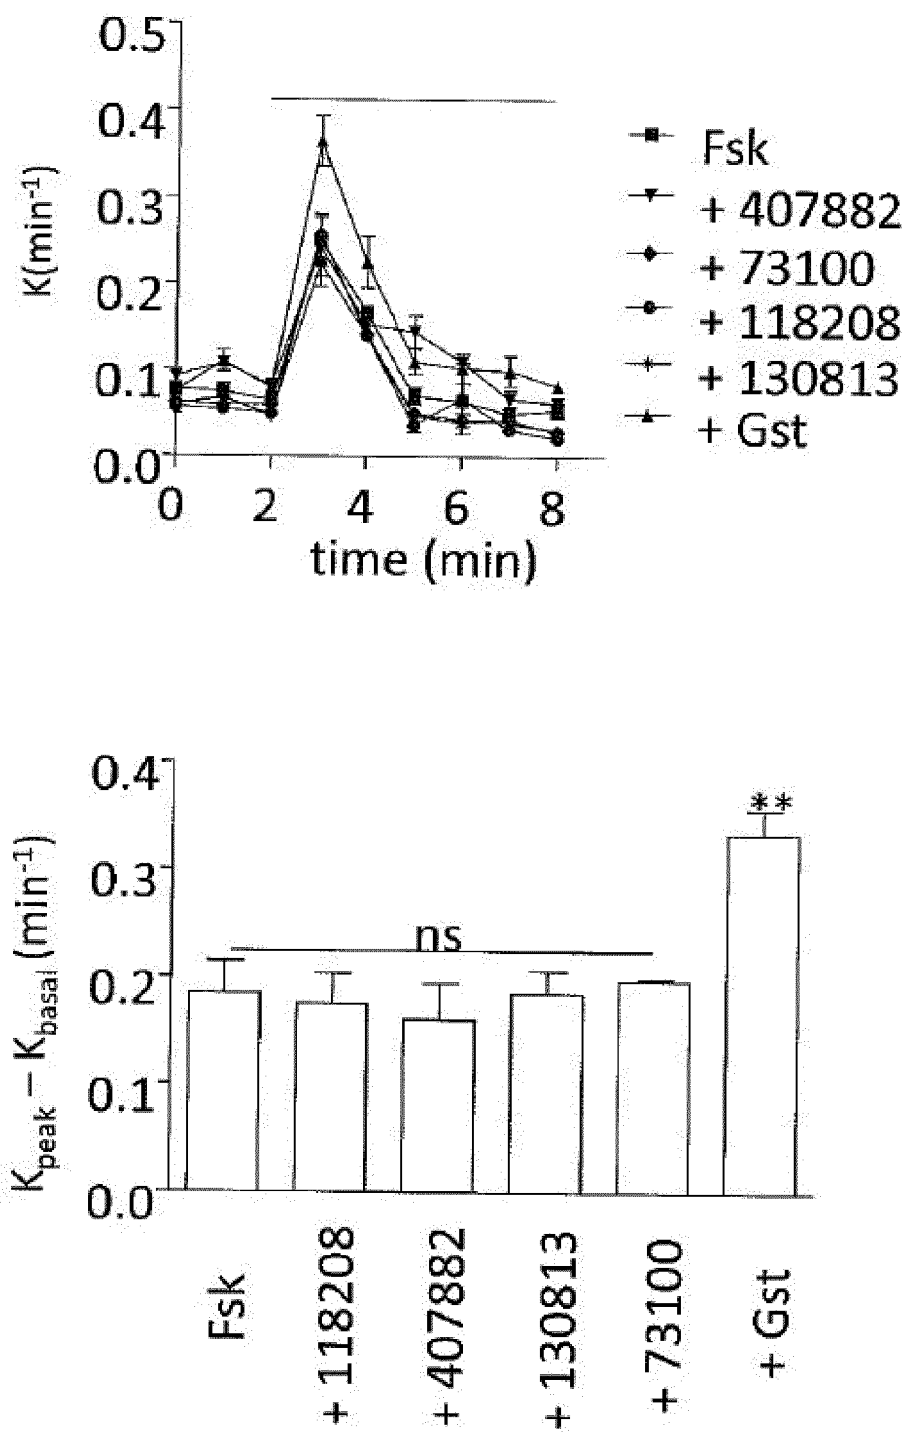 0.5
0.4
0.3
0.2
0.1
0.0
K(min-1)
0 2 4 6 8
time (min)
Fsk
+ 407882
+ 73100
+ 118208
+ 130813
+ Gst
0.4
0.3
0.2
0.1
0.0
Kpeak – Kbasal (min-1)
ns
**
Fsk
+ 118208
+ 407882
+ 130813
+ 73100
+ Gst